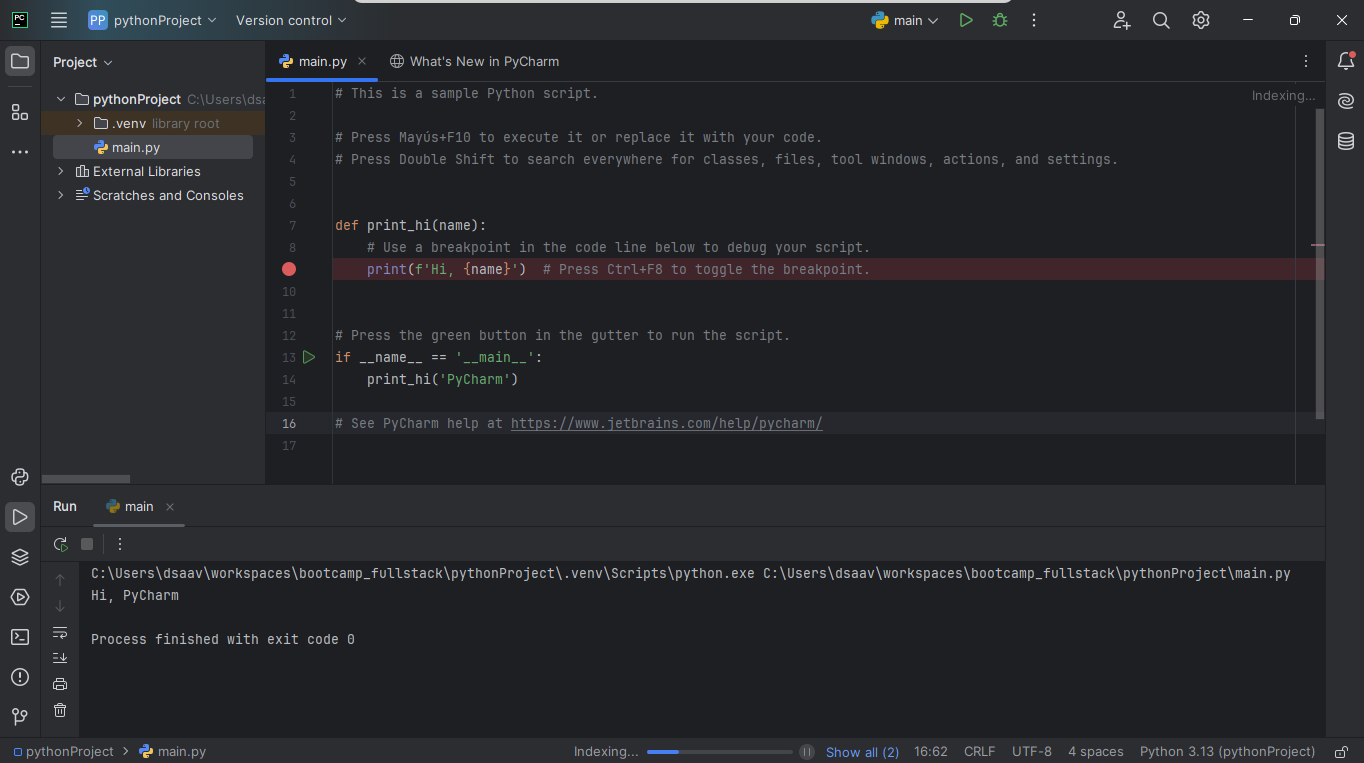 PC
PP pythonProject Version control main
Project
main.py What's New in PyCharm
pythonProject C:\Users\dsa
.venv library root
main.py
External Libraries
Scratches and Consoles
Indexing...
1 # This is a sample Python script.
2
3 # Press Mayús+F10 to execute it or replace it with your code.
4 # Press Double Shift to search everywhere for classes, files, tool windows, actions, and settings.
5
6
7 def print_hi(name):
8 # Use a breakpoint in the code line below to debug your script.
print(f'Hi, {name}') # Press Ctrl+F8 to toggle the breakpoint.
10
11
12 # Press the green button in the gutter to run the script.
13 if __name__ == '__main__':
14 print_hi('PyCharm')
15
16 # See PyCharm help at https://www.jetbrains.com/help/pycharm/
17
Run main
C:\Users\dsaav\workspaces\bootcamp_fullstack\pythonProject\.venv\Scripts\python.exe C:\Users\dsaav\workspaces\bootcamp_fullstack\pythonProject\main.py
Hi, PyCharm
Process finished with exit code 0
pythonProject main.py Indexing... Show all (2) 16:62 CRLF UTF-8 4 spaces Python 3.13 (pythonProject)